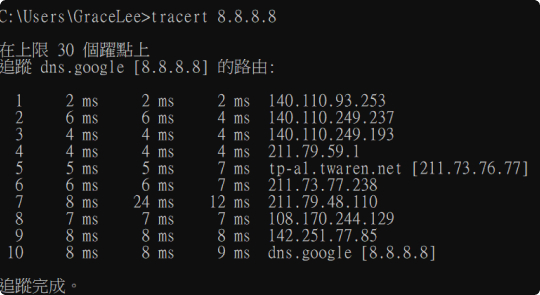 C:\Users\GraceLee>tracert 8.8.8.8
在上限 30 個躍點上
追蹤 dns.google [8.8.8.8] 的路由:
1 2 ms 2 ms 2 ms 140.110.93.253
2 6 ms 6 ms 4 ms 140.110.249.237
3 4 ms 4 ms 4 ms 140.110.249.193
4 4 ms 4 ms 4 ms 211.79.59.1
5 5 ms 5 ms 7 ms tp-a1.twaren.net [211.73.76.77]
6 6 ms 6 ms 7 ms 211.73.77.238
7 8 ms 24 ms 12 ms 211.79.48.110
8 7 ms 7 ms 7 ms 108.170.244.129
9 8 ms 8 ms 8 ms 142.251.77.85
10 8 ms 8 ms 9 ms dns.google [8.8.8.8]
追蹤完成。